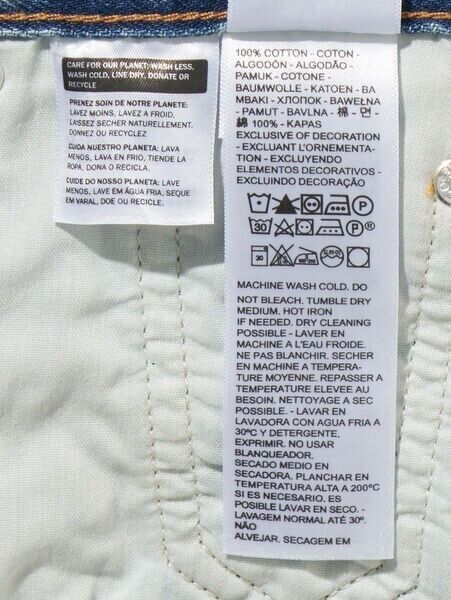 CARE FOR OUR PLANET: WASH LESS,
WASH COLD, LINE DRY, DONATE OR
RECYCLE
PRENEZ SOIN DE NOTRE PLANETE:
LAVEZ MOINS, LAVEZ A FROID,
LAISSEZ SECHER NATURELLEMENT,
DONNEZ OU RECYCLEZ
CUIDA NUESTRO PLANETA: LAVA
MENOS, LAVA EN FRIO, TIENDE LA
ROPA, DONA O RECICLA.
CUIDE DO NOSSO PLANETA: LAVE
MENOS, LAVE EM ÁGUA FRIA, SEQUE
EM VARAL, DOE OU RECICLE.
100% COTTON - COTON -
ALGODÓN - ALGODÃO -
PAMUK - COTONE -
BAUMWOLLE - KATOEN - BA
MBAKI - ХЛОПОК - BAWEŁNA
- PAMUT - BAVLNA - 棉 - 면 -
綿 100% - KAPAS
EXCLUSIVE OF DECORATION
- EXCLUANT L'ORNEMENTA-
TION - EXCLUYENDO
ELEMENTOS DECORATIVOS -
EXCLUINDO DECORAÇÃO
P
30 P®
30
MACHINE WASH COLD. DO
NOT BLEACH. TUMBLE DRY
MEDIUM. HOT IRON
IF NEEDED. DRY CLEANING
POSSIBLE - LAVER EN
MACHINE A L'EAU FROIDE.
NE PAS BLANCHIR. SECHER
EN MACHINE A TEMPERA-
TURE MOYENNE. REPASSER A
TEMPERATURE ELEVEE AU
BESOIN. NETTOYAGE A SEC
POSSIBLE. - LAVAR EN
LAVADORA CON AGUA FRIA A
30ºC Y DETERGENTE,
EXPRIMIR. NO USAR
BLANQUEADOR.
SECADO MEDIO EN
SECADORA. PLANCHAR EN
TEMPERATURA ALTA A 200ºC
SI ES NECESARIO. ES
POSIBLE LAVAR EN SECO. -
LAVAGEM NORMAL ATÉ 30º.
NÃO
ALVEJAR. SECAGEM EM